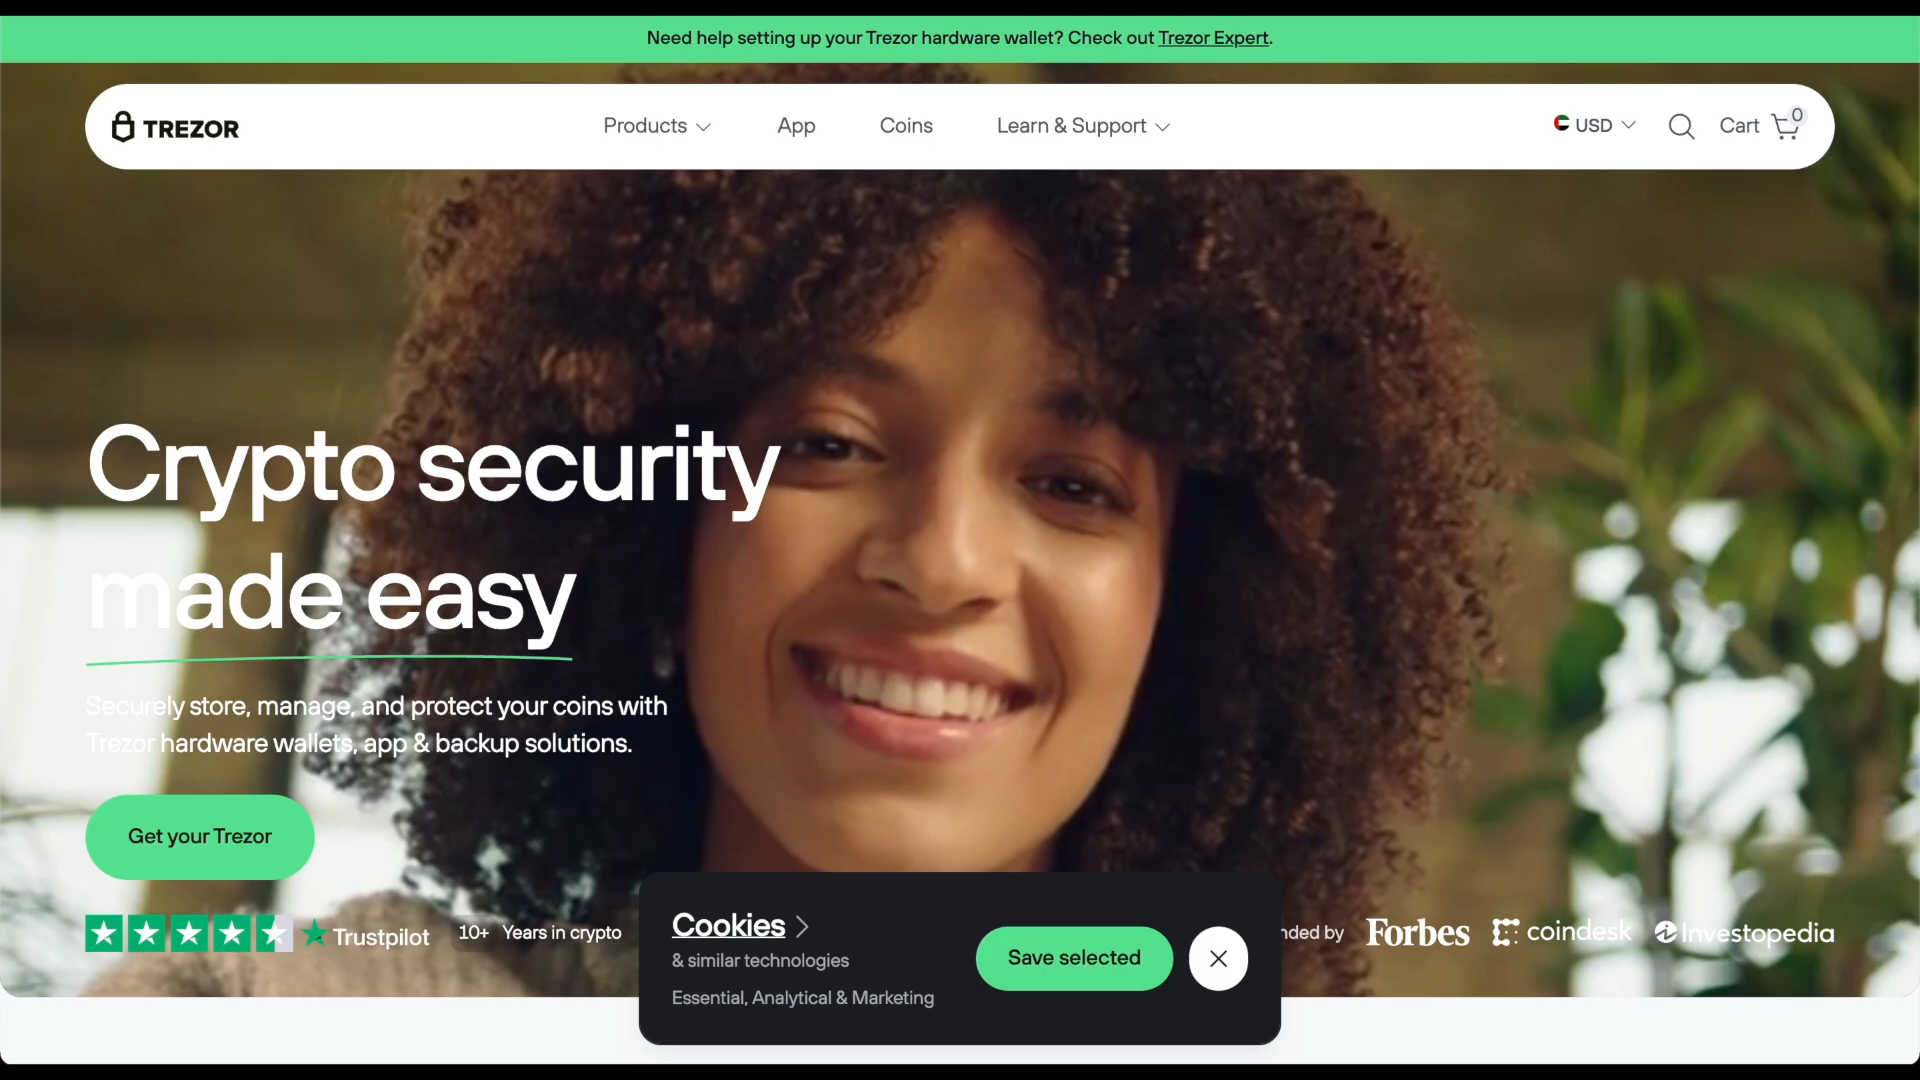 Need help setting up your Trezor hardware wallet? Check out Trezor Expert.
TREZOR
Products
App
Coins
Learn & Support
USD
Cart
0
Crypto security
made easy
Securely store, manage, and protect your coins with
Trezor hardware wallets, app & backup solutions.
Get your Trezor
Trustpilot
10+ Years in crypto
Cookies
& similar technologies
Essential, Analytical & Marketing
Save selected
nded by
Forbes
coindesk
Investopedia